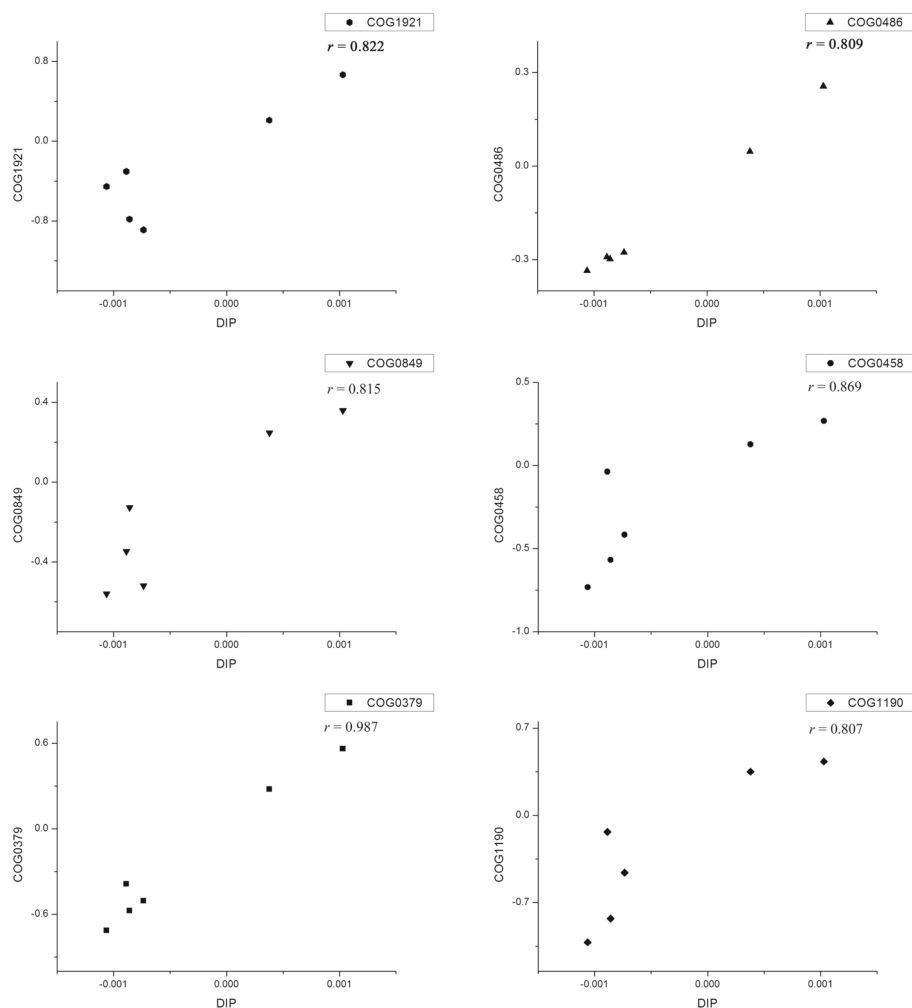 COG1921
r = 0.822
0.8
0.0
-0.8
COG1921
-0.001
0.000
0.001
DIP
COG0486
r = 0.809
0.3
0.0
-0.3
COG0486
-0.001
0.000
0.001
DIP
COG0849
r = 0.815
0.4
0.0
-0.4
COG0849
-0.001
0.000
0.001
DIP
COG0458
r = 0.869
0.5
0.0
-0.5
-1.0
COG0458
-0.001
0.000
0.001
DIP
COG0379
r = 0.987
0.6
0.0
-0.6
COG0379
-0.001
0.000
0.001
DIP
COG1190
r = 0.807
0.7
0.0
-0.7
COG1190
-0.001
0.000
0.001
DIP